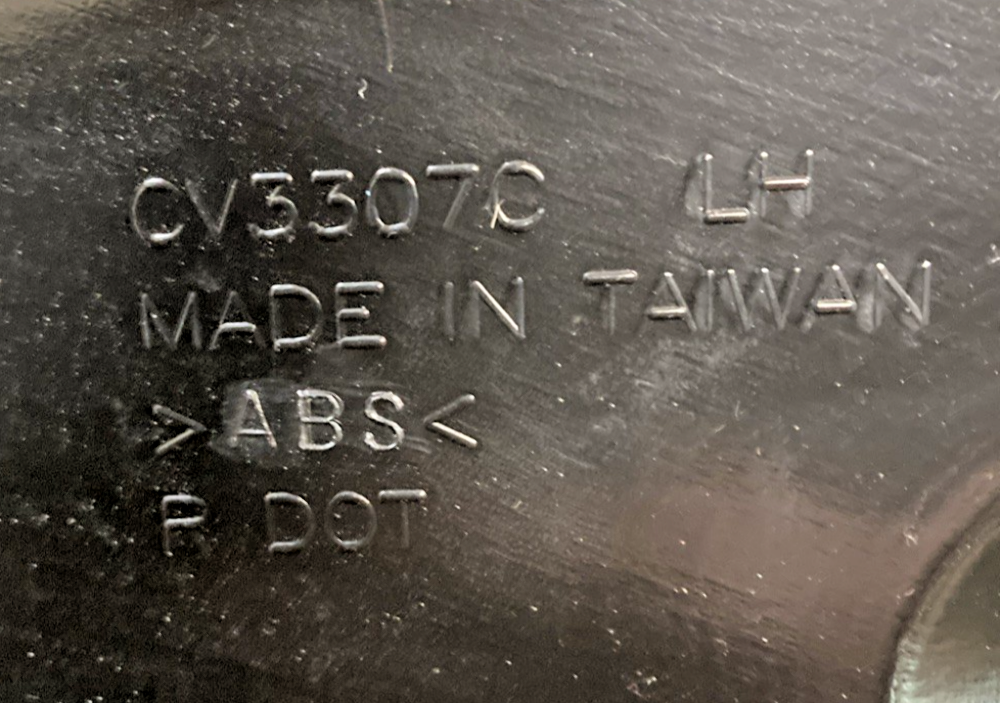 CV3307C LH
MADE IN TAIWAN
>ABS<
R DOT